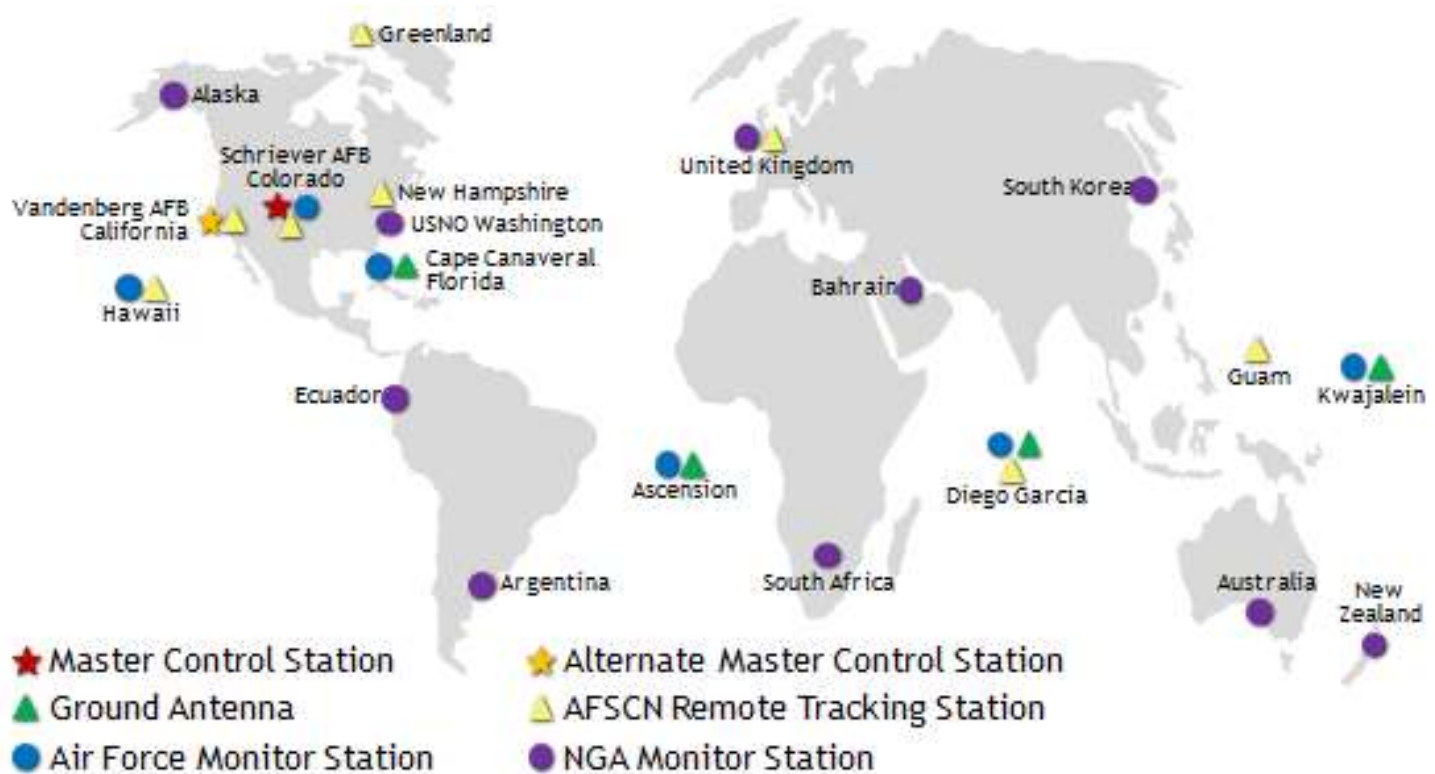 Greenland
Alaska
Schriever AFB
Colorado
New Hampshire
Vandenberg AFB
California
USNO Washington
Cape Canaveral
Florida
Hawaii
United Kingdom
South Korea
Bahrain
Guam
Kwajalein
Ecuador
Ascension
Diego Garcia
Argentina
South Africa
Australia
New
Zealand
Master Control Station
Alternate Master Control Station
Ground Antenna
AFSCN Remote Tracking Station
Air Force Monitor Station
NGA Monitor Station